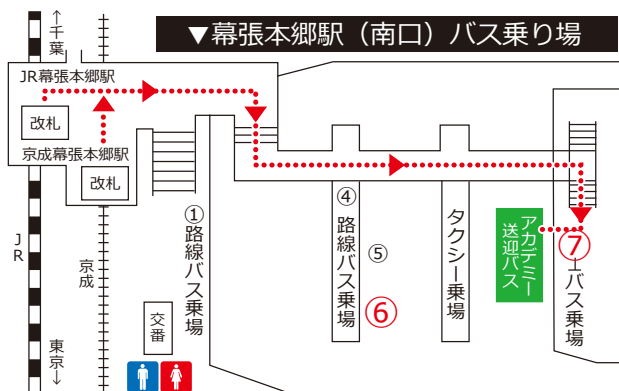 ▼幕張本郷駅（南口）バス乗り場
↑千葉
JR幕張本郷駅
改札
京成幕張本郷駅
改札
JR
京成
東京↓
交番
①路線バス乗場
④路線バス乗場
⑤
⑥
タクシー乗場
アカデミー
送迎バス
⑦
バス乗場